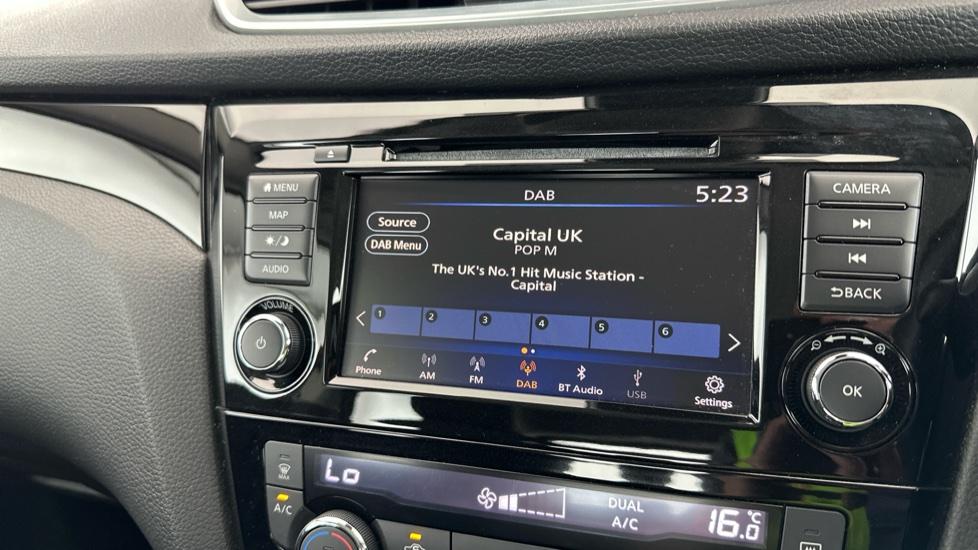 DAB
5:23
MENU
MAP
AUDIO
VOLUME
Source
DAB Menu
Capital UK
POP M
The UK's No.1 Hit Music Station -
Capital
1 2 3 4 5 6
Phone AM FM DAB BT Audio USB Settings
CAMERA
BACK
OK
MAX
A/C
Lo
DUAL
A/C
16.0°C